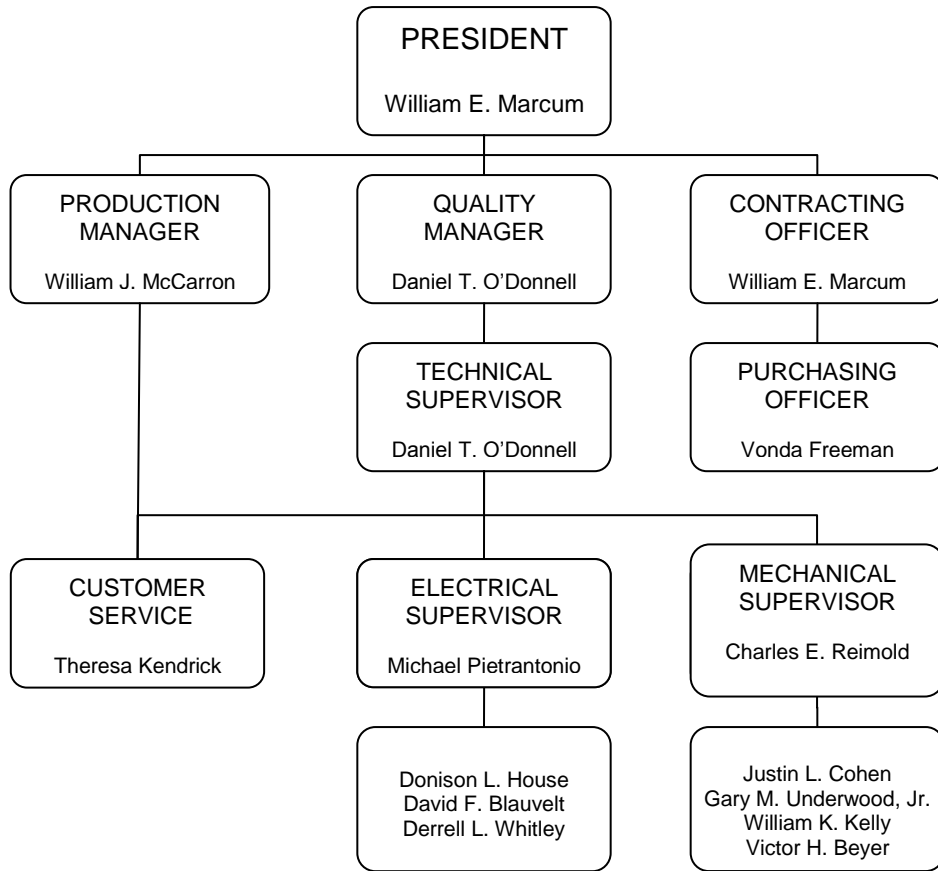 PRESIDENT
William E. Marcum
PRODUCTION
MANAGER
William J. McCarron
QUALITY
MANAGER
Daniel T. O’Donnell
CONTRACTING
OFFICER
William E. Marcum
TECHNICAL
SUPERVISOR
Daniel T. O’Donnell
PURCHASING
OFFICER
Vonda Freeman
CUSTOMER
SERVICE
Theresa Kendrick
ELECTRICAL
SUPERVISOR
Michael Pietrantonio
MECHANICAL
SUPERVISOR
Charles E. Reimold
Donison L. House
David F. Blauvelt
Derrell L. Whitley
Justin L. Cohen
Gary M. Underwood, Jr.
William K. Kelly
Victor H. Beyer